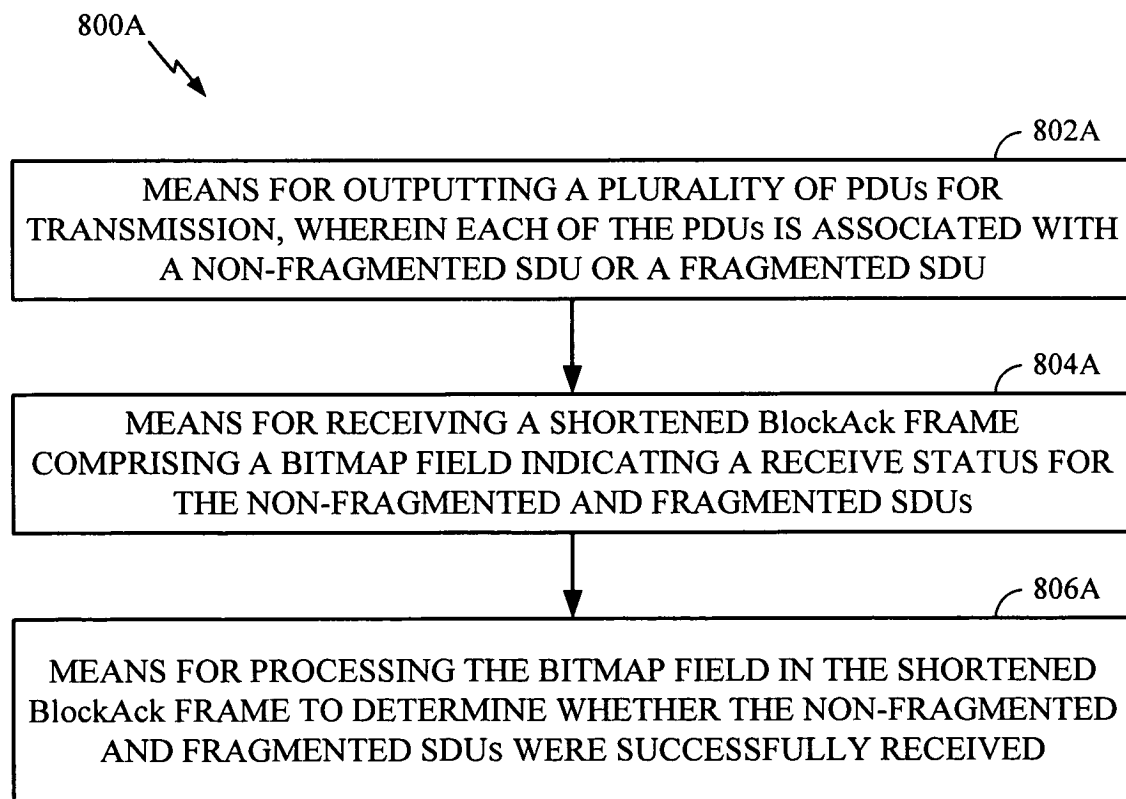 800A
802A
MEANS FOR OUTPUTTING A PLURALITY OF PDUs FOR
TRANSMISSION, WHEREIN EACH OF THE PDUs IS ASSOCIATED WITH
A NON-FRAGMENTED SDU OR A FRAGMENTED SDU
804A
MEANS FOR RECEIVING A SHORTENED BlockAck FRAME
COMPRISING A BITMAP FIELD INDICATING A RECEIVE STATUS FOR
THE NON-FRAGMENTED AND FRAGMENTED SDUs
806A
MEANS FOR PROCESSING THE BITMAP FIELD IN THE SHORTENED
BlockAck FRAME TO DETERMINE WHETHER THE NON-FRAGMENTED
AND FRAGMENTED SDUs WERE SUCCESSFULLY RECEIVED